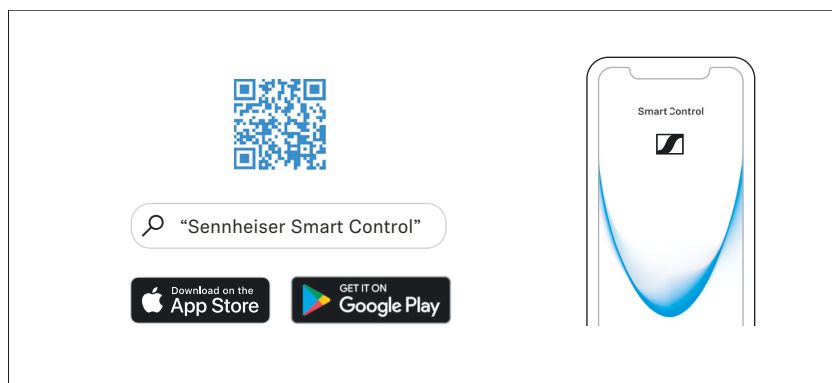 “Sennheiser Smart Control”
Download on the
App Store
GET IT ON
Google Play
Smart Control